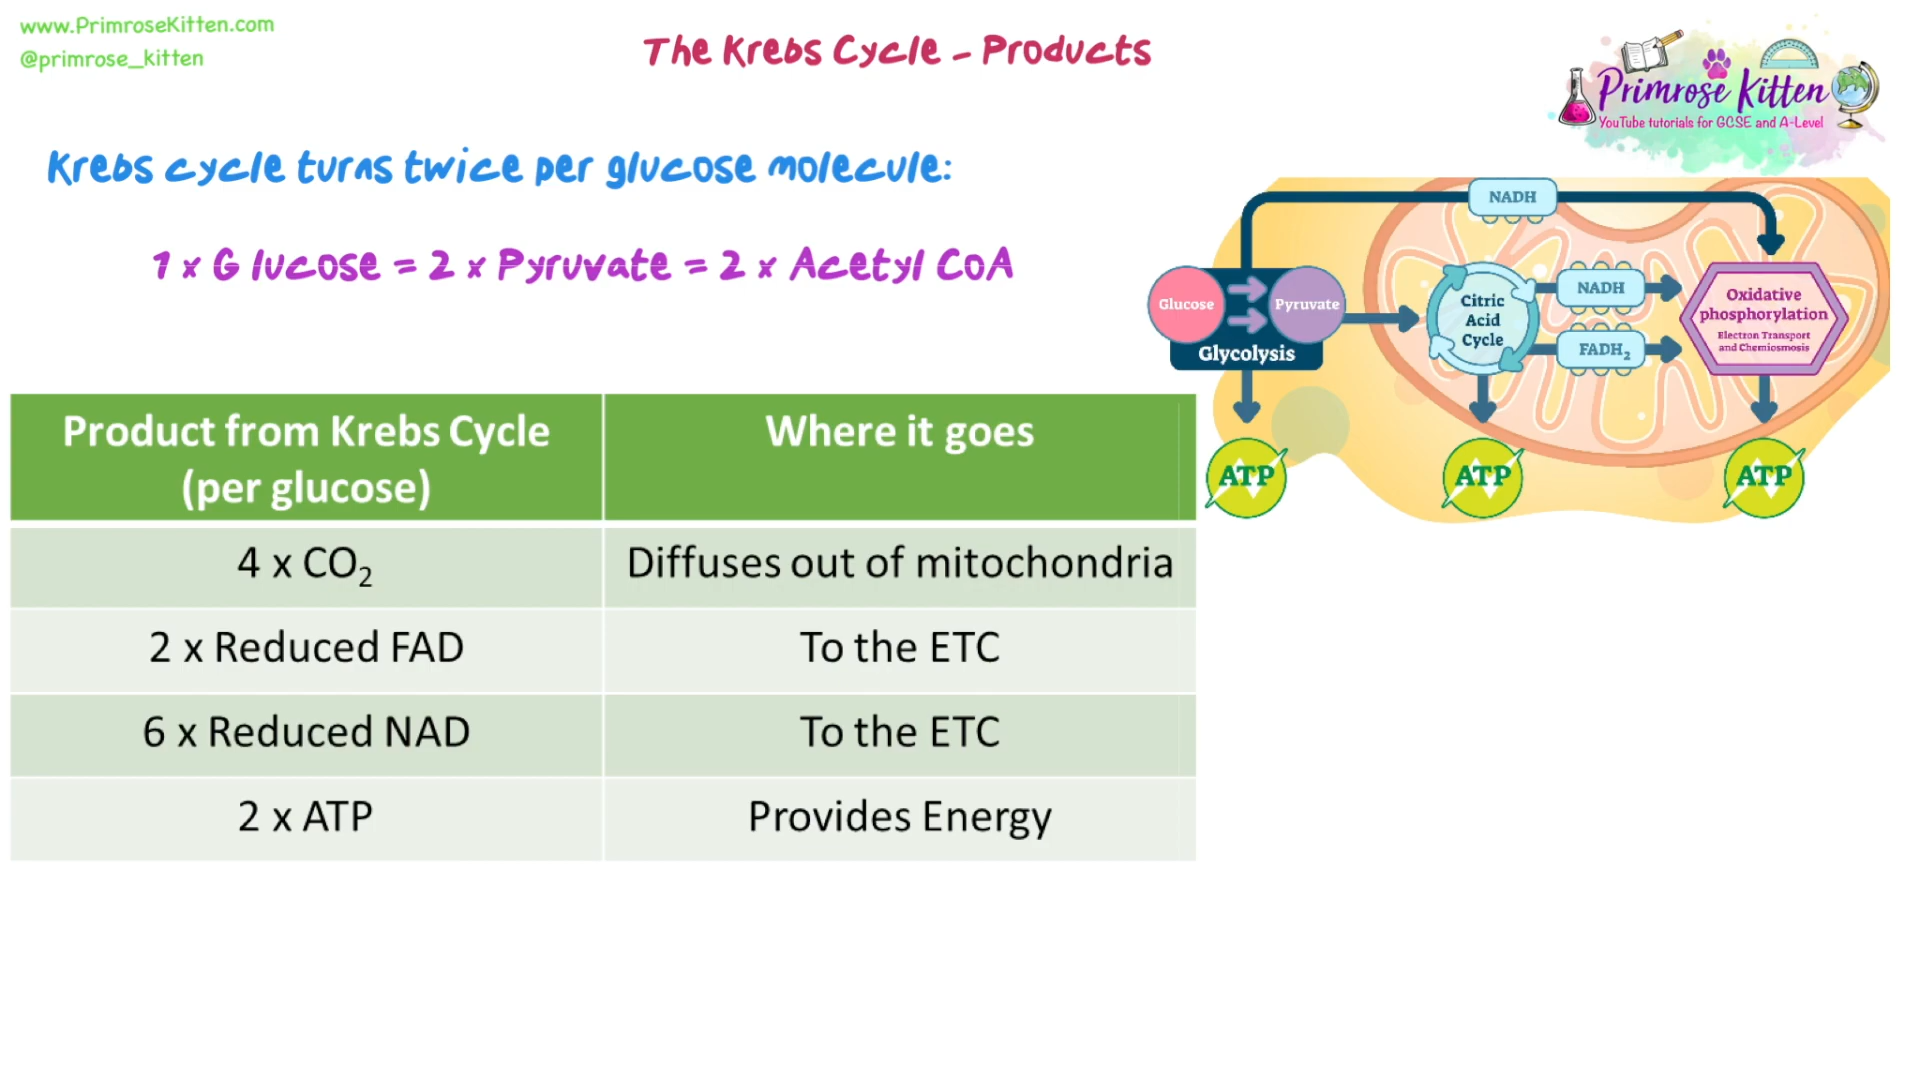 www.PrimroseKitten.com
@primrose_kitten
The Krebs Cycle - Products
Primrose Kitten
YouTube tutorials for GCSE and A-Level
Krebs cycle turns twice per glucose molecule:
1 x Glucose = 2 x Pyruvate = 2 x Acetyl CoA
NADH
Glucose
Pyruvate
Glycolysis
Citric
Acid
Cycle
NADH
FADH₂
Oxidative
phosphorylation
Electron Transport
and Chemiosmosis
ATP
ATP
ATP
Product from Krebs Cycle
(per glucose)
Where it goes
4 x CO₂
Diffuses out of mitochondria
2 x Reduced FAD
To the ETC
6 x Reduced NAD
To the ETC
2 x ATP
Provides Energy